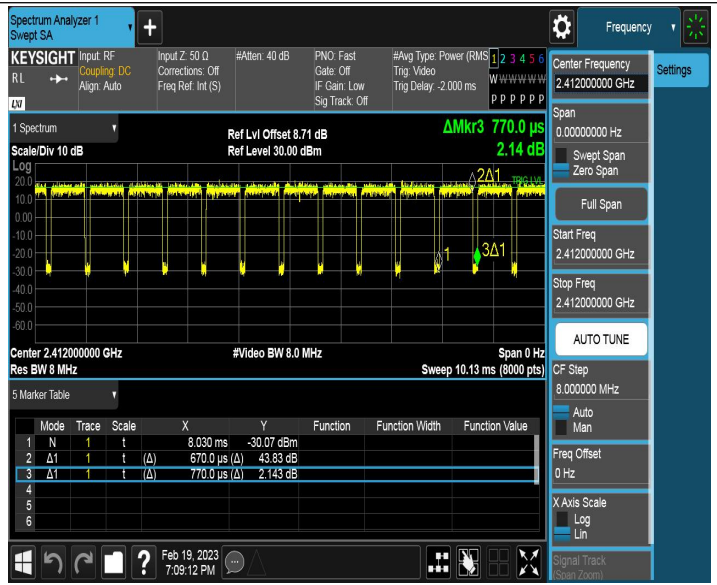 Spectrum Analyzer 1
Swept SA
+
Frequency
KEYSIGHT
RL
LXI
Input: RF
Coupling: DC
Align: Auto
Input Z: 50 Ω
Corrections: Off
Freq Ref: Int (S)
#Atten: 40 dB
PNO: Fast
Gate: Off
IF Gain: Low
Sig Track: Off
#Avg Type: Power (RMS
Trig: Video
Trig Delay: -2.000 ms
1 2 3 4 5 6
W W W W W W
P P P P P P
1 Spectrum
Scale/Div 10 dB
Ref Lvl Offset 8.71 dB
Ref Level 30.00 dBm
ΔMkr3 770.0 µs
2.14 dB
Log
20.0
10.0
0.00
-10.0
-20.0
-30.0
-40.0
-50.0
-60.0
2Δ1
TRIG LVL
1
3Δ1
Center 2.412000000 GHz
Res BW 8 MHz
#Video BW 8.0 MHz
Span 0 Hz
Sweep 10.13 ms (8000 pts)
5 Marker Table
Mode Trace Scale X Y Function Function Width Function Value
1 N 1 t 8.030 ms -30.07 dBm
2 Δ1 1 t (Δ) 670.0 µs (Δ) 43.83 dB
3 Δ1 1 t (Δ) 770.0 µs (Δ) 2.143 dB
4
5
6
?
Feb 19, 2023
7:09:12 PM
Center Frequency
2.412000000 GHz
Settings
Span
0.00000000 Hz
Swept Span
Zero Span
Full Span
Start Freq
2.412000000 GHz
Stop Freq
2.412000000 GHz
AUTO TUNE
CF Step
8.000000 MHz
Auto
Man
Freq Offset
0 Hz
X Axis Scale
Log
Lin
Signal Track
(Span Zoom)